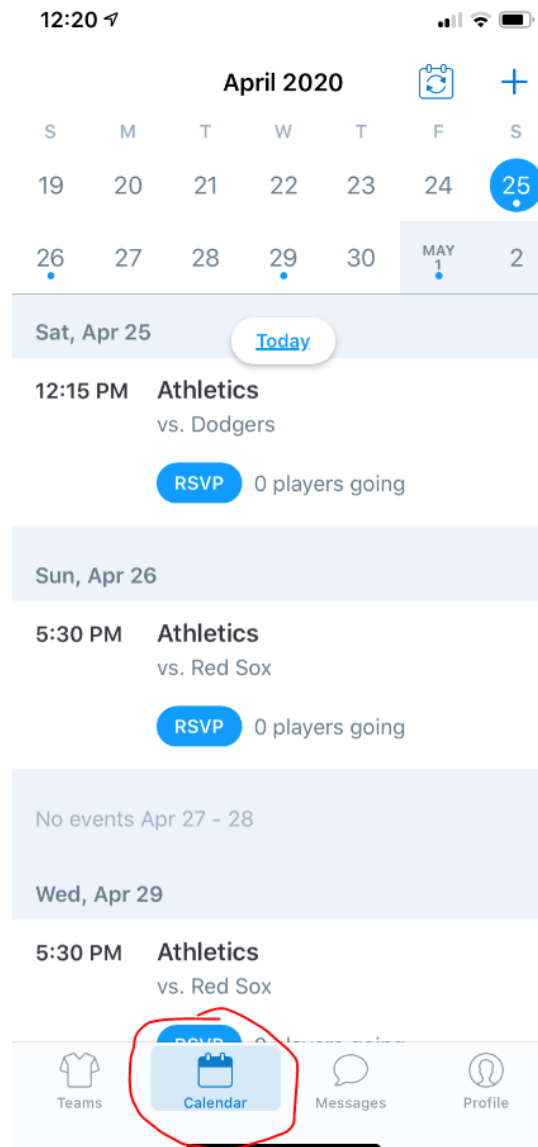 12:20
April 2020
S M T W T F S
19 20 21 22 23 24 25
26 27 28 29 30 MAY 1 2
Sat, Apr 25
Today
12:15 PM Athletics
vs. Dodgers
RSVP 0 players going
Sun, Apr 26
5:30 PM Athletics
vs. Red Sox
RSVP 0 players going
No events Apr 27 - 28
Wed, Apr 29
5:30 PM Athletics
vs. Red Sox
Teams Calendar Messages Profile